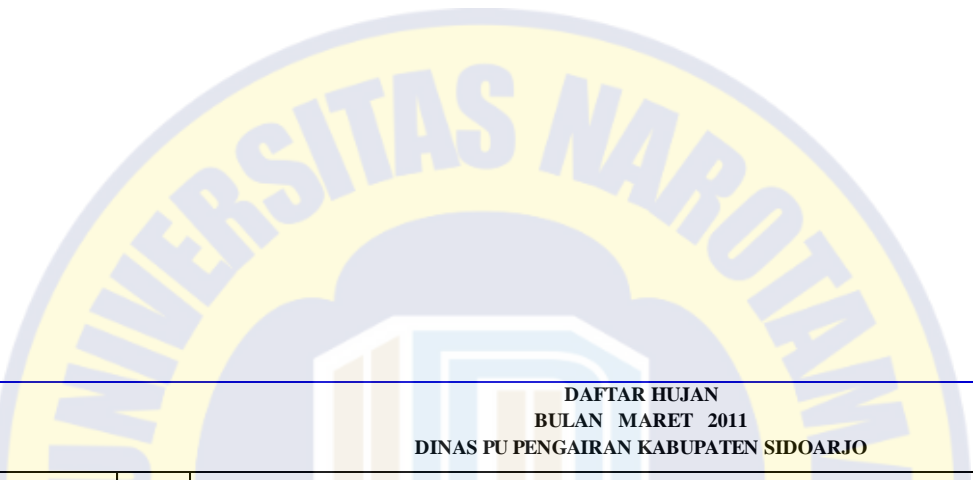 UNIVERSITAS NAROTAMA
DAFTAR HUJAN
BULAN MARET 2011
DINAS PU PENGAIRAN KABUPATEN SIDOARJO